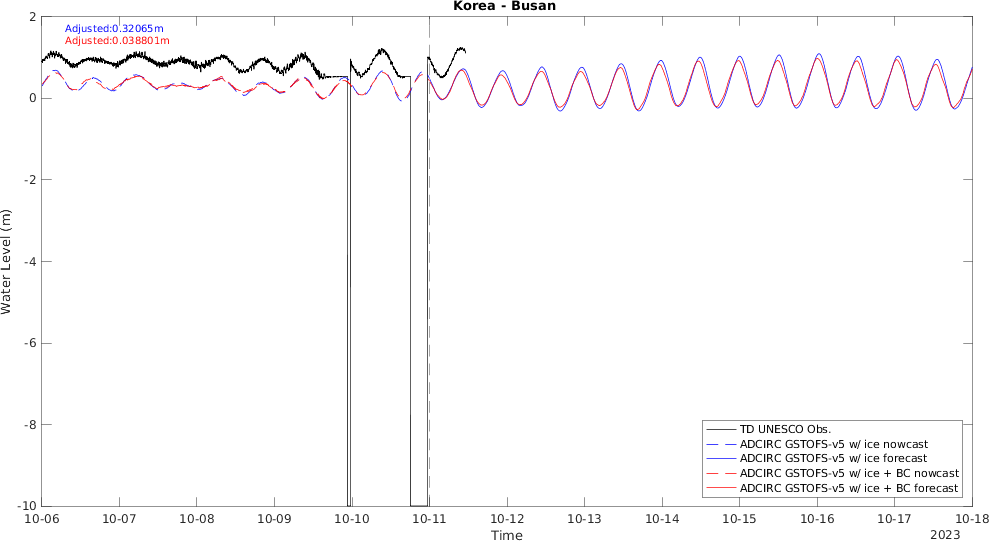 Korea - Busan
Adjusted:0.32065m
Adjusted:0.038801m
Water Level (m)
2
0
-2
-4
-6
-8
-10
TD UNESCO Obs.
ADCIRC GSTOFS-v5 w/ ice nowcast
ADCIRC GSTOFS-v5 w/ ice forecast
ADCIRC GSTOFS-v5 w/ ice + BC nowcast
ADCIRC GSTOFS-v5 w/ ice + BC forecast
10-06 10-07 10-08 10-09 10-10 10-11 10-12 10-13 10-14 10-15 10-16 10-17 10-18
Time
2023